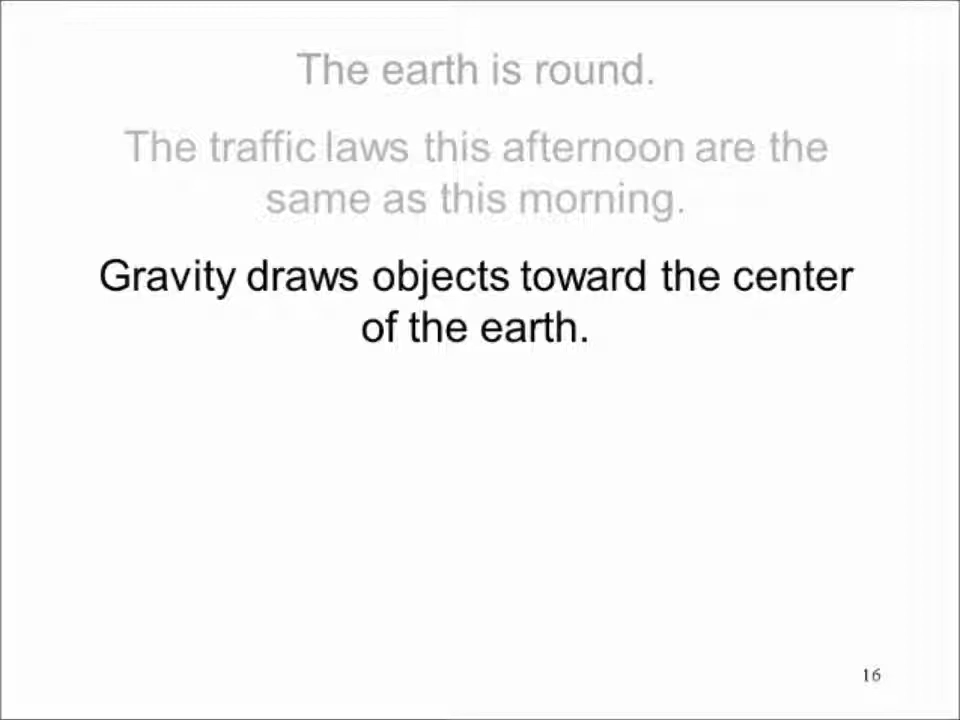 The earth is round.
The traffic laws this afternoon are the
same as this morning.
Gravity draws objects toward the center
of the earth.
16